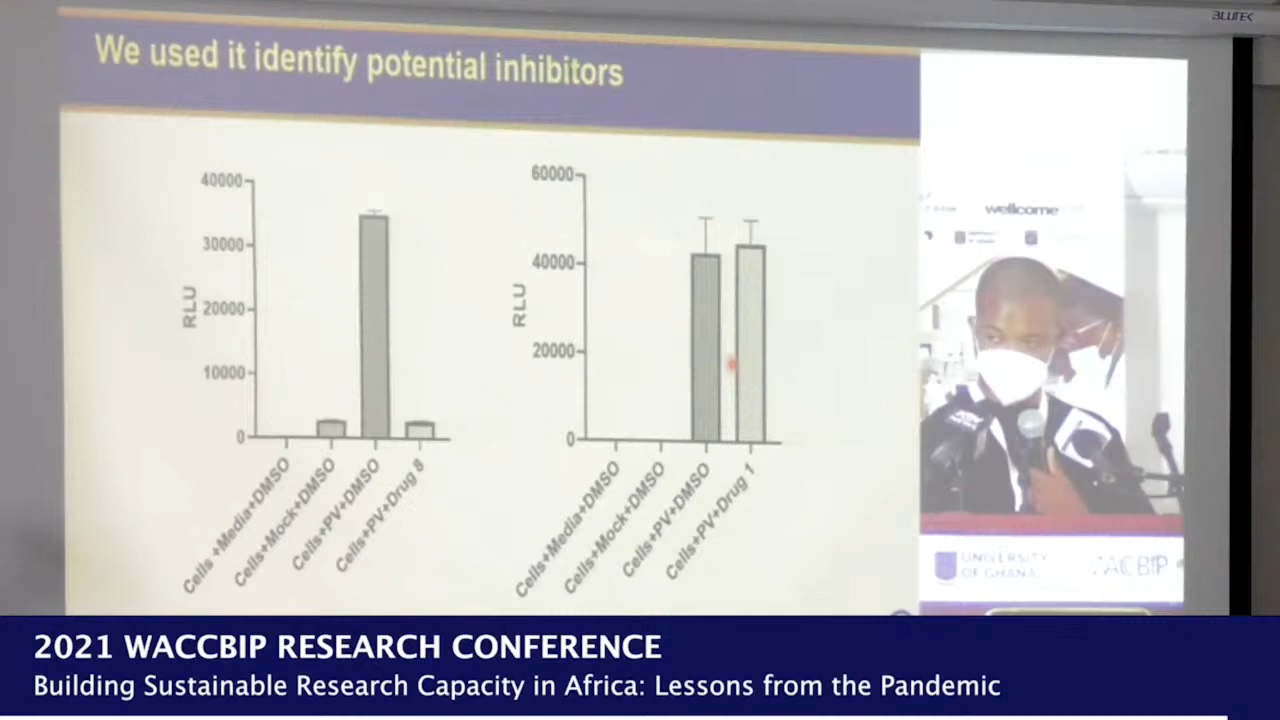 BLUTEK
We used it identify potential inhibitors
40000
30000
20000
10000
0
RLU
Cells +Media+DMSO
Cells+Mock+DMSO
Cells+PV+DMSO
Cells+PV+Drug 8
60000
40000
20000
0
RLU
Cells+Media+DMSO
Cells+Mock+DMSO
Cells+PV+DMSO
Cells+PV+Drug 1
wellcome
UNIVERSITY
OF GHANA
WACCBIP
2021 WACCBIP RESEARCH CONFERENCE
Building Sustainable Research Capacity in Africa: Lessons from the Pandemic